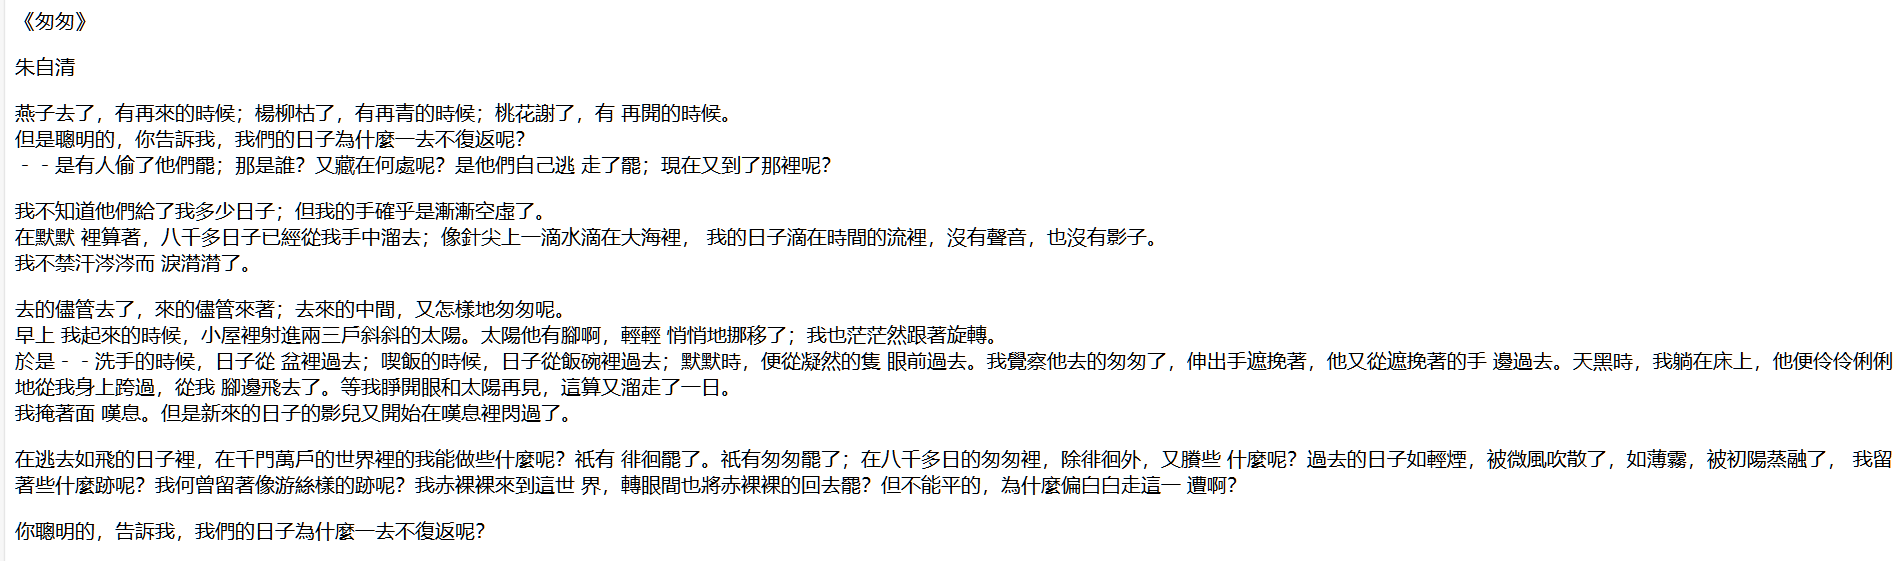 《匆匆》
朱自清
燕子去了，有再來的時候；楊柳枯了，有再青的時候；桃花謝了，有 再開的時候。
但是聰明的，你告訴我，我們的日子為什麼一去不復返呢？
- - 是有人偷了他們罷；那是誰？又藏在何處呢？是他們自己逃 走了罷；現在又到了那裡呢？
我不知道他們給了我多少日子；但我的手確乎是漸漸空虛了。
在默默 裡算著，八千多日子已經從我手中溜去；像針尖上一滴水滴在大海裡， 我的日子滴在時間的流裡，沒有聲音，也沒有影子。
我不禁汗涔涔而 淚潸潸了。
去的儘管去了，來的儘管來著；去來的中間，又怎樣地匆匆呢。
早上 我起來的時候，小屋裡射進兩三戶斜斜的太陽。太陽他有腳啊，輕輕 悄悄地挪移了；我也茫茫然跟著旋轉。
於是 - - 洗手的時候，日子從 盆裡過去；喫飯的時候，日子從飯碗裡過去；默默時，便從凝然的隻 眼前過去。我覺察他去的匆匆了，伸出手遮挽著，他又從遮挽著的手 邊過去。天黑時，我躺在床上，他便伶伶俐俐
地從我身上跨過，從我 腳邊飛去了。等我睜開眼和太陽再見，這算又溜走了一日。
我掩著面 嘆息。但是新來的日子的影兒又開始在嘆息裡閃過了。
在逃去如飛的日子裡，在千門萬戶的世界裡的我能做些什麼呢？祇有 徘徊罷了。祇有匆匆罷了；在八千多日的匆匆裡，除徘徊外，又賸些 什麼呢？過去的日子如輕煙，被微風吹散了，如薄霧，被初陽蒸融了， 我留
著些什麼跡呢？我何曾留著像游絲樣的跡呢？我赤裸裸來到這世 界，轉眼間也將赤裸裸的回去罷？但不能平的，為什麼偏白白走這一 遭啊？
你聰明的，告訴我，我們的日子為什麼一去不復返呢？